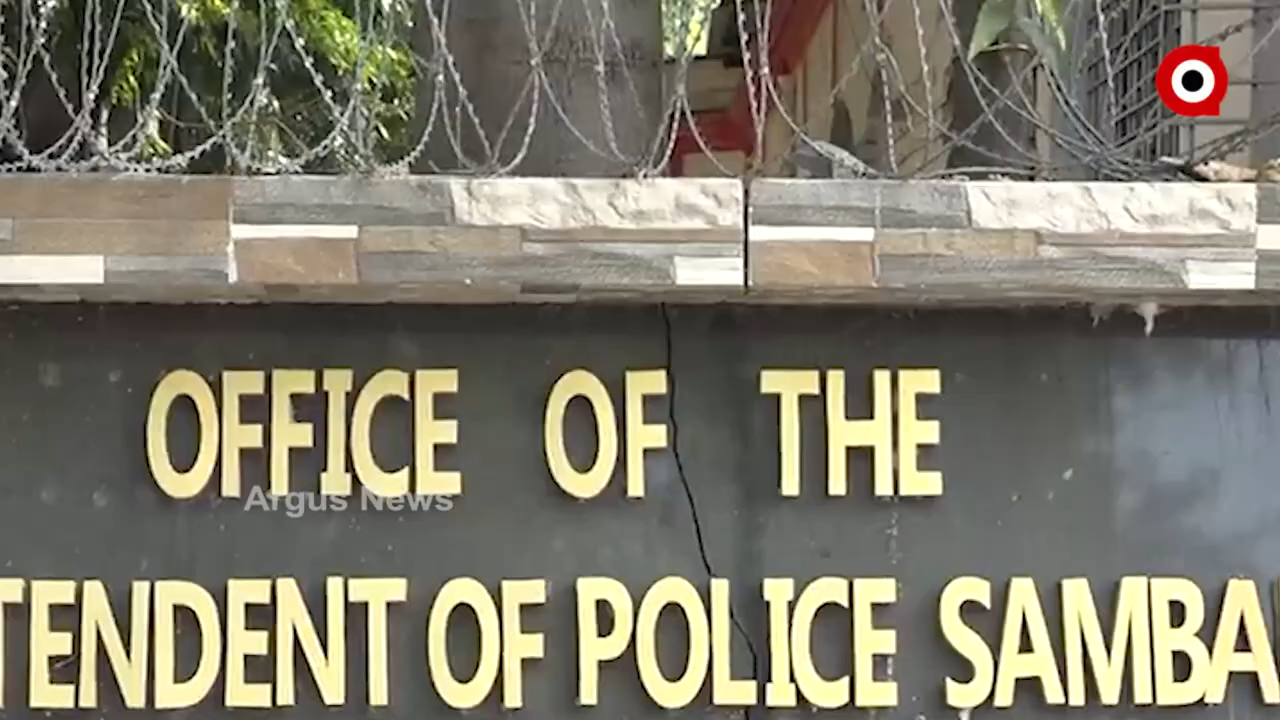 OFFICE OF THE
Argus News
TENDENT OF POLICE SAMBA